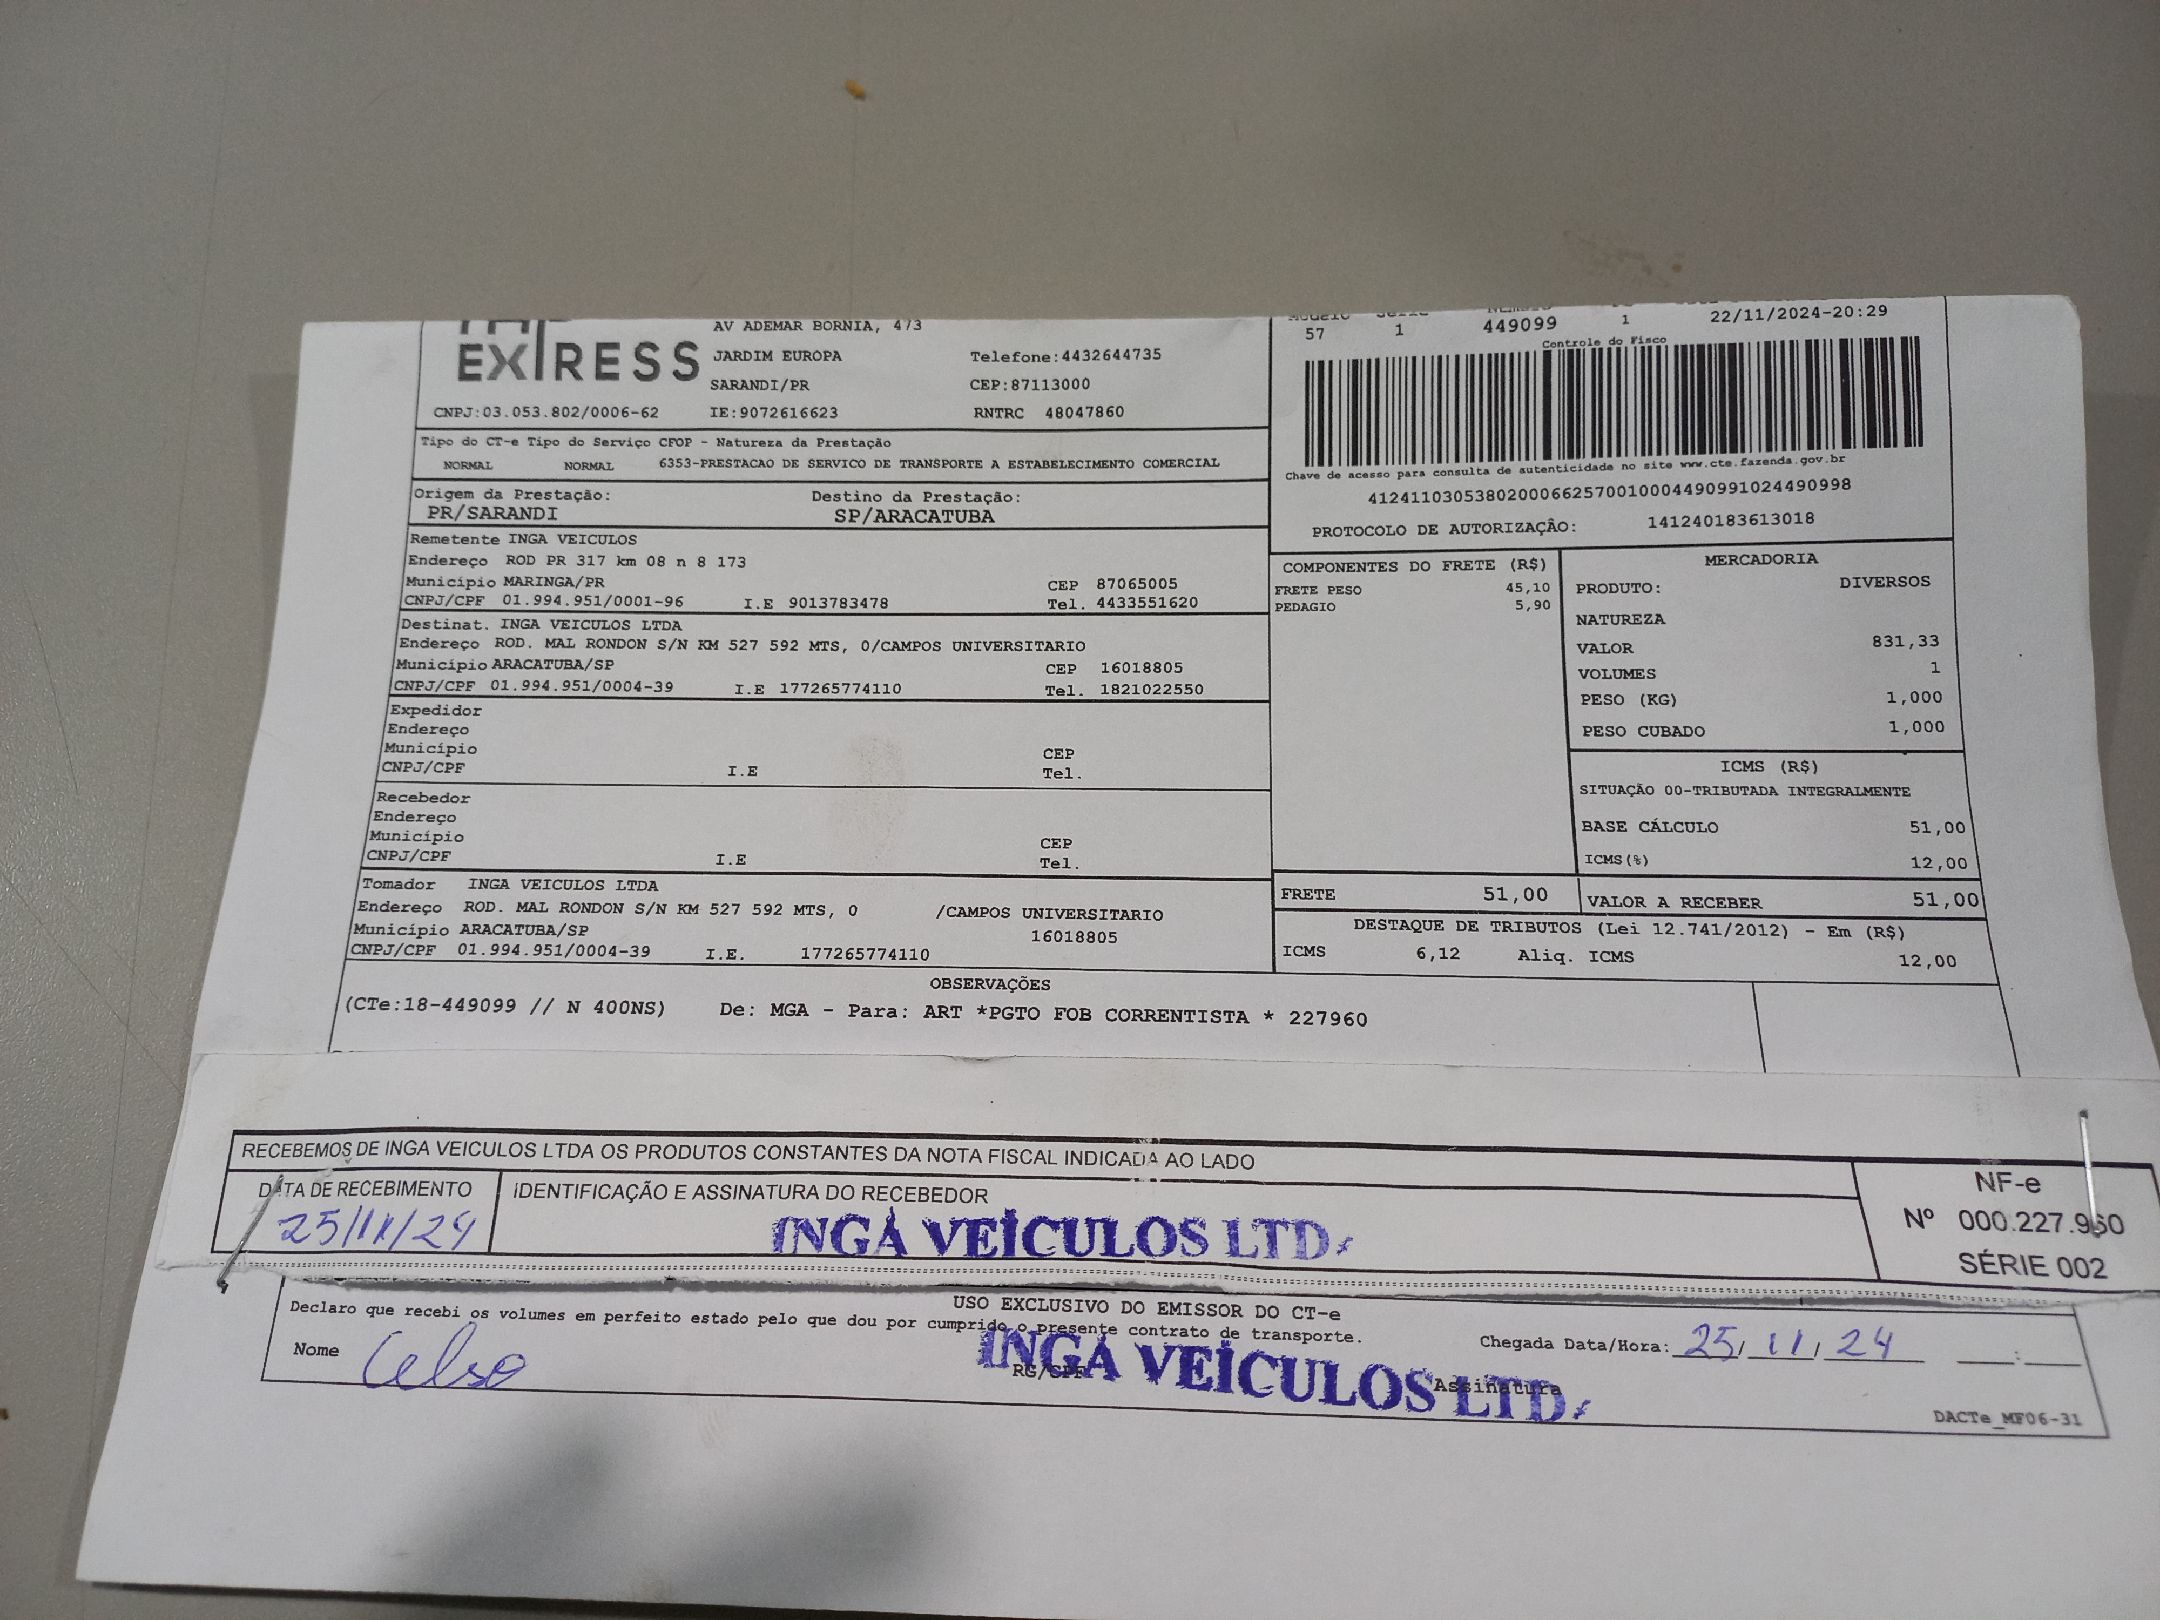 EXPRESS
AV ADEMAR BORNIA, 473
JARDIM EUROPA Telefone:4432644735
SARANDI/PR CEP:87113000
CNPJ:03.053.802/0006-62 IE:9072616623 RNTRC 48047860
Modelo
57 1 449099 1 22/11/2024-20:29
Controle do Fisco
Chave de acesso para consulta de autenticidade no site www.cte.fazenda.gov.br
41241103053802000662570010004490991024490998
PROTOCOLO DE AUTORIZAÇÃO: 141240183613018
Tipo do CT-e Tipo do Serviço CFOP - Natureza da Prestação
NORMAL NORMAL 6353-PRESTACAO DE SERVICO DE TRANSPORTE A ESTABELECIMENTO COMERCIAL
Origem da Prestação: Destino da Prestação:
PR/SARANDI SP/ARACATUBA
Remetente INGA VEICULOS
Endereço ROD PR 317 km 08 n 8 173
Município MARINGA/PR CEP 87065005
CNPJ/CPF 01.994.951/0001-96 I.E 9013783478 Tel. 4433551620
Destinat. INGA VEICULOS LTDA
Endereço ROD. MAL RONDON S/N KM 527 592 MTS, 0/CAMPOS UNIVERSITARIO
Município ARACATUBA/SP CEP 16018805
CNPJ/CPF 01.994.951/0004-39 I.E 177265774110 Tel. 1821022550
Expedidor
Endereço
Município CEP
CNPJ/CPF I.E Tel.
Recebedor
Endereço
Município CEP
CNPJ/CPF I.E Tel.
Tomador INGA VEICULOS LTDA
Endereço ROD. MAL RONDON S/N KM 527 592 MTS, 0 /CAMPOS UNIVERSITARIO
Município ARACATUBA/SP 16018805
CNPJ/CPF 01.994.951/0004-39 I.E. 177265774110
COMPONENTES DO FRETE (R$)
FRETE PESO 45,10
PEDAGIO 5,90
MERCADORIA
PRODUTO: DIVERSOS
NATUREZA
VALOR 831,33
VOLUMES 1
PESO (KG) 1,000
PESO CUBADO 1,000
ICMS (R$)
SITUAÇÃO 00-TRIBUTADA INTEGRALMENTE
BASE CÁLCULO 51,00
ICMS(%) 12,00
FRETE 51,00 VALOR A RECEBER 51,00
DESTAQUE DE TRIBUTOS (Lei 12.741/2012) - Em (R$)
ICMS 6,12 Aliq. ICMS 12,00
OBSERVAÇÕES
(CTe:18-449099 // N 400NS) De: MGA - Para: ART *PGTO FOB CORRENTISTA * 227960
RECEBEMOS DE INGA VEICULOS LTDA OS PRODUTOS CONSTANTES DA NOTA FISCAL INDICADA AO LADO
DATA DE RECEBIMENTO IDENTIFICAÇÃO E ASSINATURA DO RECEBEDOR
25/11/24 INGÁ VEÍCULOS LTD.
NF-e
Nº 000.227.960
SÉRIE 002
USO EXCLUSIVO DO EMISSOR DO CT-e
Declaro que recebi os volumes em perfeito estado pelo que dou por cumprido o presente contrato de transporte.
Nome Celso RG/CPF INGÁ VEÍCULOS LTD. Assinatura
Chegada Data/Hora: 25/11/24 __:__
DACTe_MF06-31